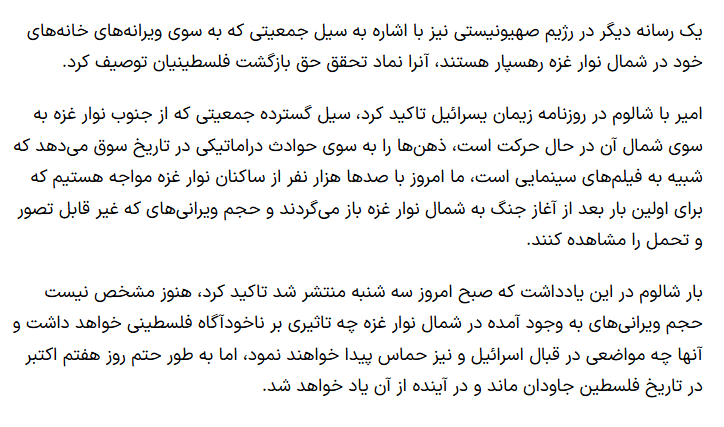 یک رسانه دیگر در رژیم صهیونیستی نیز با اشاره به سیل جمعیتی که به سوی ویرانه‌های خانه‌های
خود در شمال نوار غزه رهسپار هستند، آنرا نماد تحقق حق بازگشت فلسطینیان توصیف کرد.
امیر با شالوم در روزنامه زیمان یسرائیل تاکید کرد، سیل گسترده جمعیتی که از جنوب نوار غزه به
سوی شمال آن در حال حرکت است، ذهن‌ها را به سوی حوادث دراماتیکی در تاریخ سوق می‌دهد که
شبیه به فیلم‌های سینمایی است، ما امروز با صدها هزار نفر از ساکنان نوار غزه مواجه هستیم که
برای اولین بار بعد از آغاز جنگ به شمال نوار غزه باز می‌گردند و حجم ویرانی‌های که غیر قابل تصور
و تحمل را مشاهده کنند.
بار شالوم در این یادداشت که صبح امروز سه شنبه منتشر شد تاکید کرد، هنوز مشخص نیست
حجم ویرانی‌های به وجود آمده در شمال نوار غزه چه تاثیری بر ناخودآگاه فلسطینی خواهد داشت و
آنها چه مواضعی در قبال اسرائیل و نیز حماس پیدا خواهند نمود، اما به طور حتم روز هفتم اکتبر
در تاریخ فلسطین جاودان ماند و در آینده از آن یاد خواهد شد.